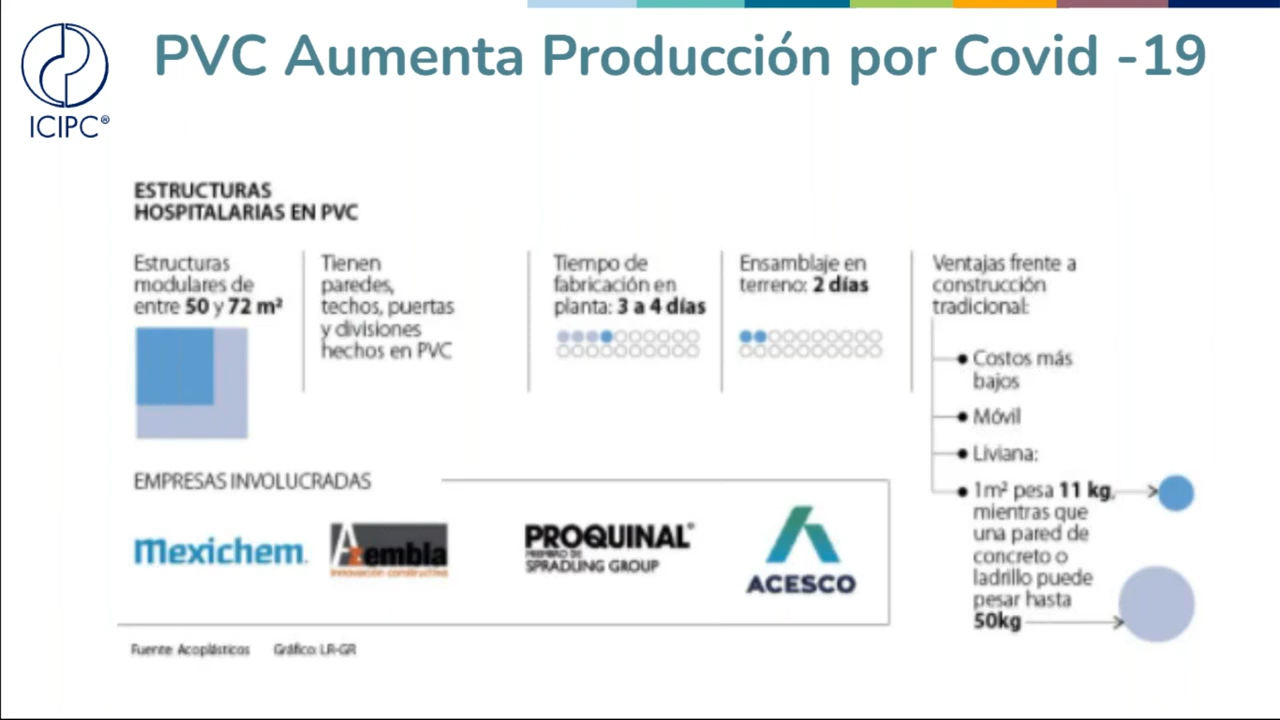 PVC Aumenta Producción por Covid -19
ICIPC®
ESTRUCTURAS
HOSPITALARIAS EN PVC
Estructuras
modulares de
entre 50 y 72 m²
Tienen
paredes,
techos, puertas
y divisiones
hechos en PVC
Tiempo de
fabricación en
planta: 3 a 4 días
Ensamblaje en
terreno: 2 días
Ventajas frente a
construcción
tradicional:
Costos más
bajos
Móvil
Liviana:
1m² pesa 11 kg,
mientras que
una pared de
concreto o
ladrillo puede
pesar hasta
50kg
EMPRESAS INVOLUCRADAS
Mexichem.
Azembla
innovación constructiva
PROQUINAL®
MIEMBRO DE
SPRADLING GROUP
ACESCO
Fuente: Acoplásticos Gráfico: LR-GR